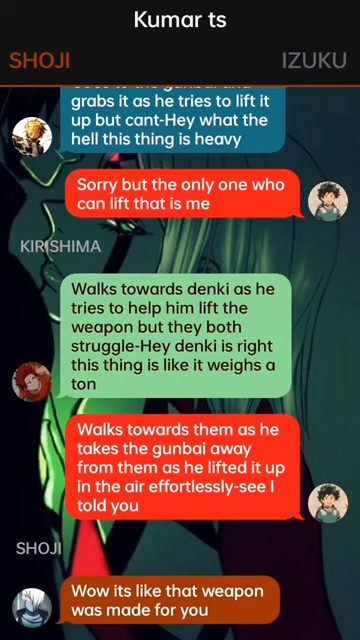 Kumar ts
SHOJI IZUKU
grabs it as he tries to lift it
up but cant-Hey what the
hell this thing is heavy
Sorry but the only one who
can lift that is me
KIRISHIMA
Walks towards denki as he
tries to help him lift the
weapon but they both
struggle-Hey denki is right
this thing is like it weighs a
ton
Walks towards them as he
takes the gunbai away
from them as he lifted it up
in the air effortlessly-see I
told you
SHOJI
Wow its like that weapon
was made for you